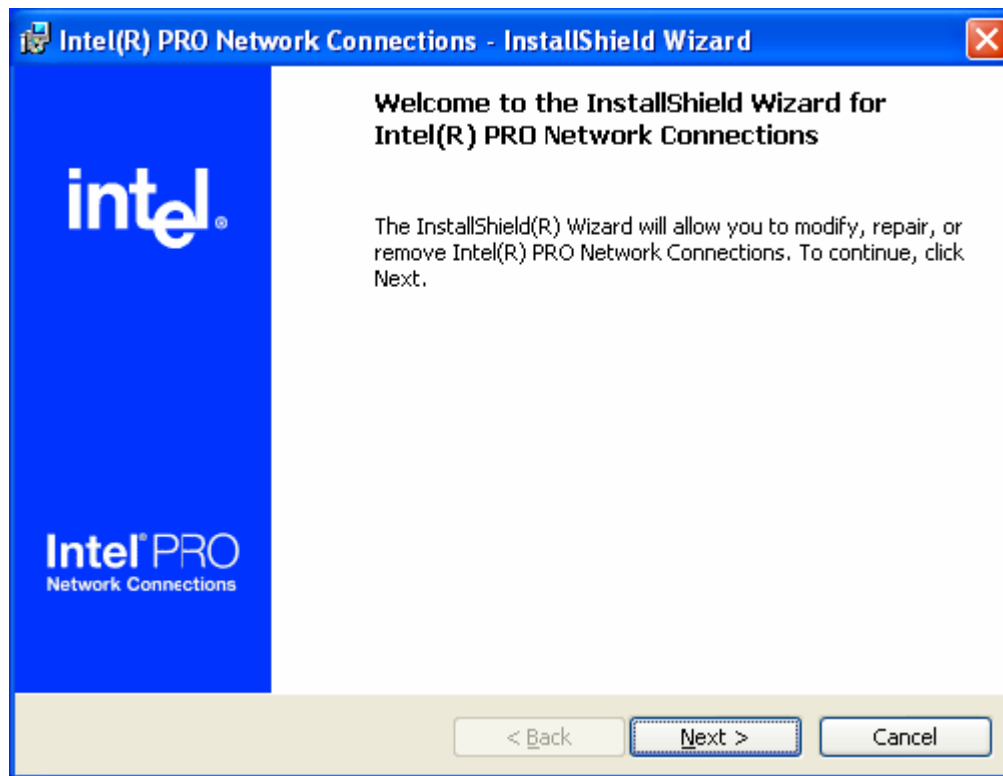 Intel(R) PRO Network Connections - InstallShield Wizard
Welcome to the InstallShield Wizard for
Intel(R) PRO Network Connections
intel®
The InstallShield(R) Wizard will allow you to modify, repair, or
remove Intel(R) PRO Network Connections. To continue, click
Next.
Intel® PRO
Network Connections
< Back
Next >
Cancel